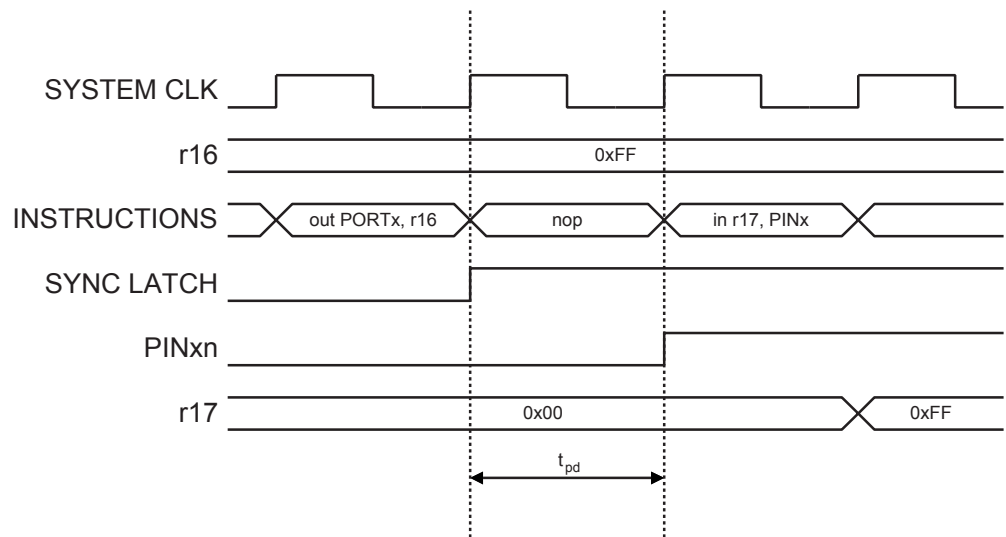 SYSTEM CLK
r16
0xFF
INSTRUCTIONS
out PORTx, r16
nop
in r17, PINx
SYNC LATCH
PINxn
r17
0x00
0xFF
tpd